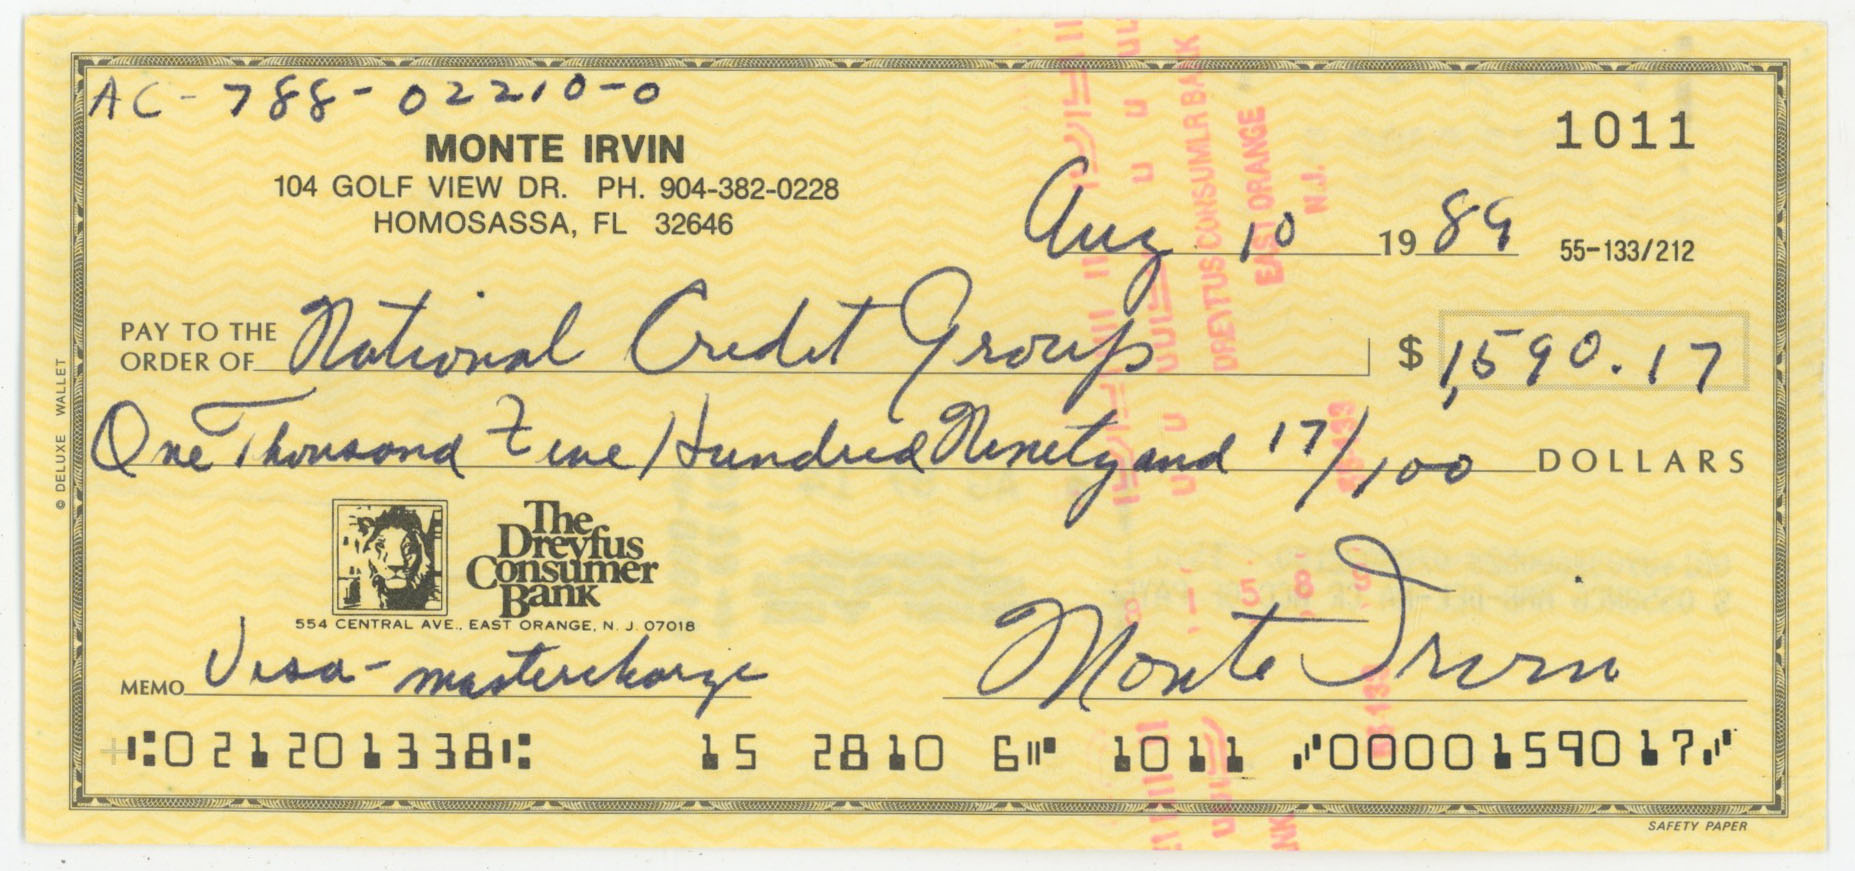 AC-788-02210-0
MONTE IRVIN
104 GOLF VIEW DR. PH. 904-382-0228
HOMOSASSA, FL 32646
1011
Aug 10 1989
55-133/212
PAY TO THE ORDER OF National Credit Group $ 1,590.17
One Thousand Five Hundred Ninety and 17/100 DOLLARS
© DELUXE WALLET
The
Dreyfus
Consumer
Bank
554 CENTRAL AVE., EAST ORANGE, N. J. 07018
MEMO Visa-mastercharge
Monte Irvin
⑆021201338⑆ 15 2810 6⑈ 1011 ⑈0000159017⑈
SAFETY PAPER
DREYFUS CONSUMER BANK
EAST ORANGE
N.J.